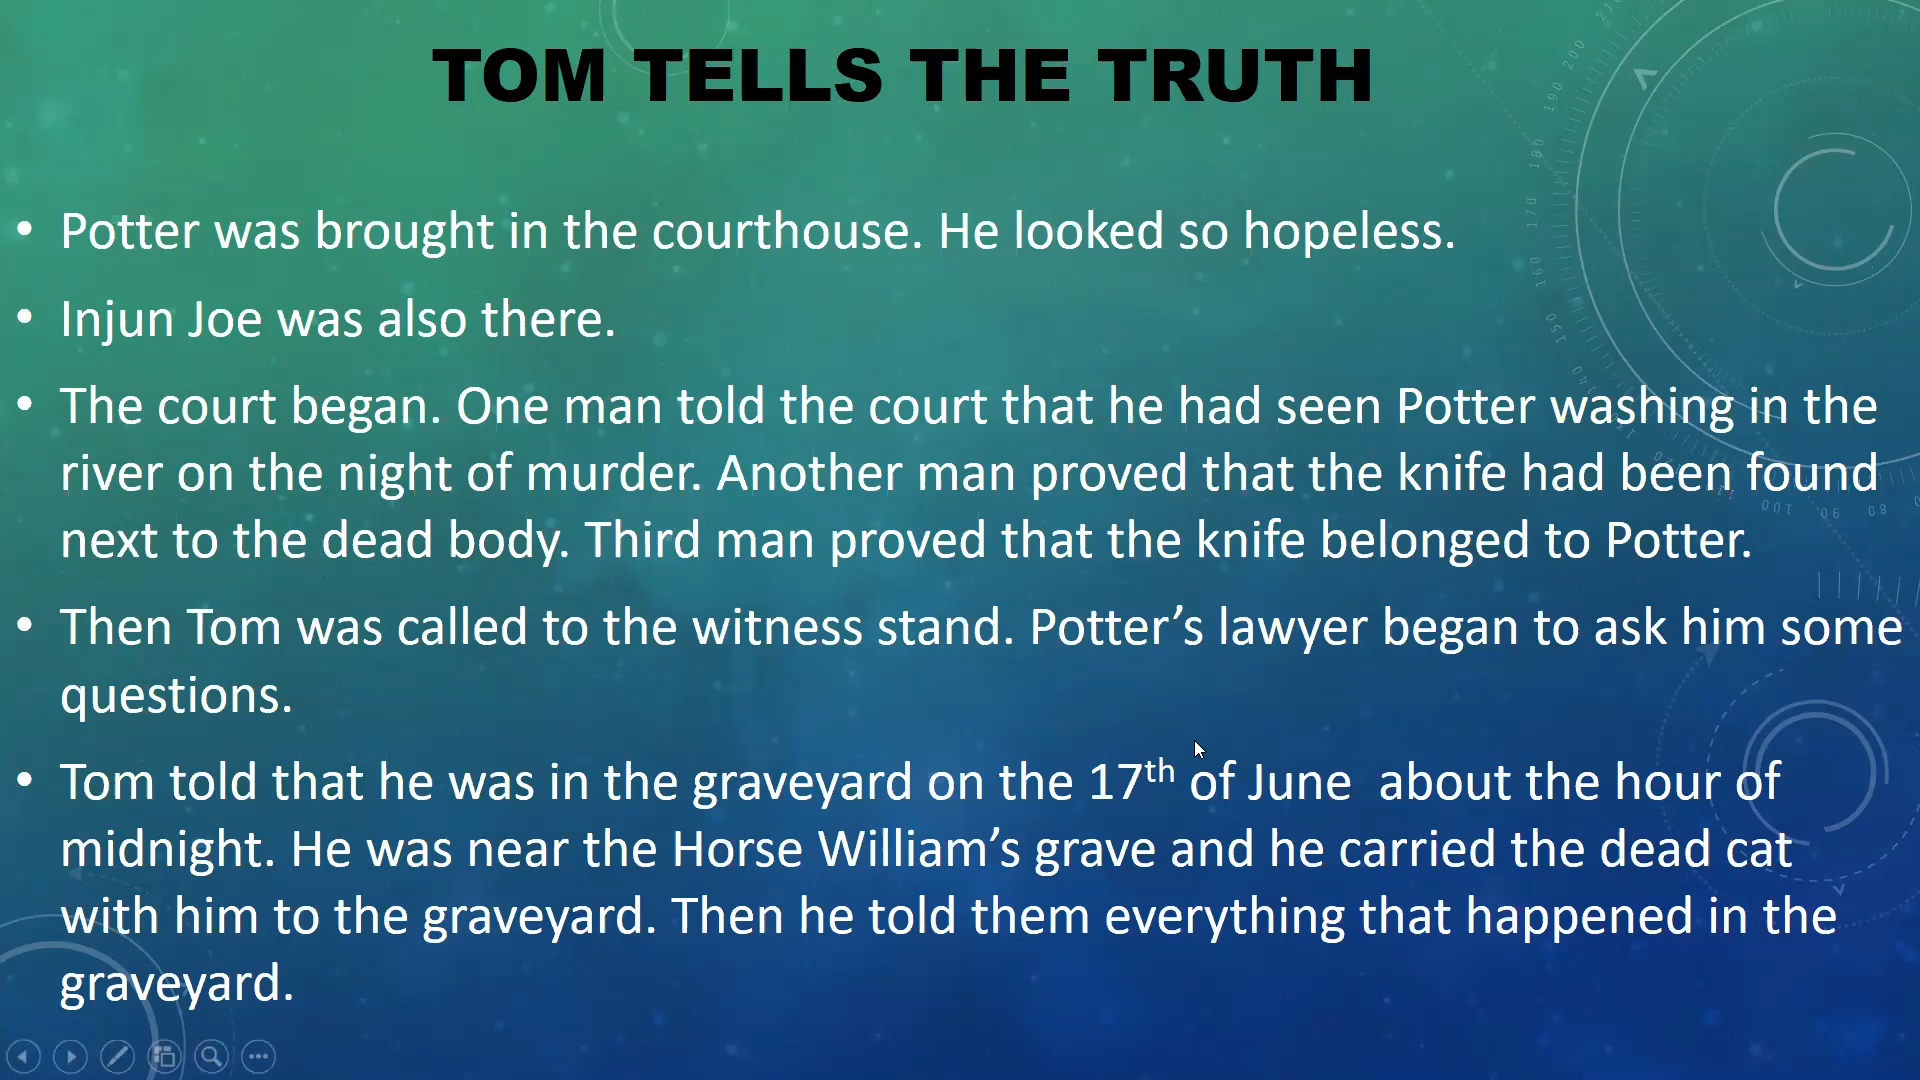 TOM TELLS THE TRUTH
• Potter was brought in the courthouse. He looked so hopeless.
• Injun Joe was also there.
• The court began. One man told the court that he had seen Potter washing in the
river on the night of murder. Another man proved that the knife had been found
next to the dead body. Third man proved that the knife belonged to Potter.
• Then Tom was called to the witness stand. Potter’s lawyer began to ask him some
questions.
• Tom told that he was in the graveyard on the 17th of June  about the hour of
midnight. He was near the Horse William’s grave and he carried the dead cat
with him to the graveyard. Then he told them everything that happened in the
graveyard.